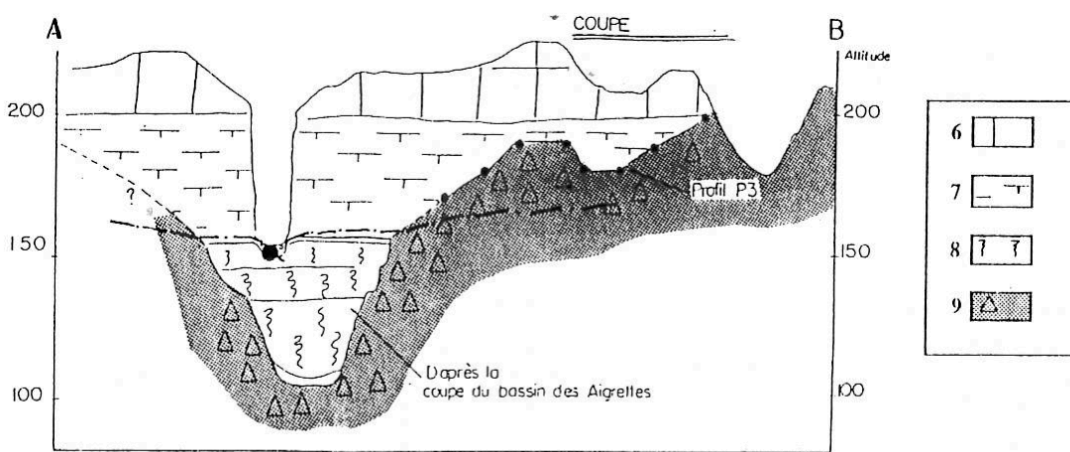 A
COUPE
B
Altitude
200
200
6
7
Profil P3
?
150
150
8
9
D'après la
coupe du bassin des Aigrettes
100
100